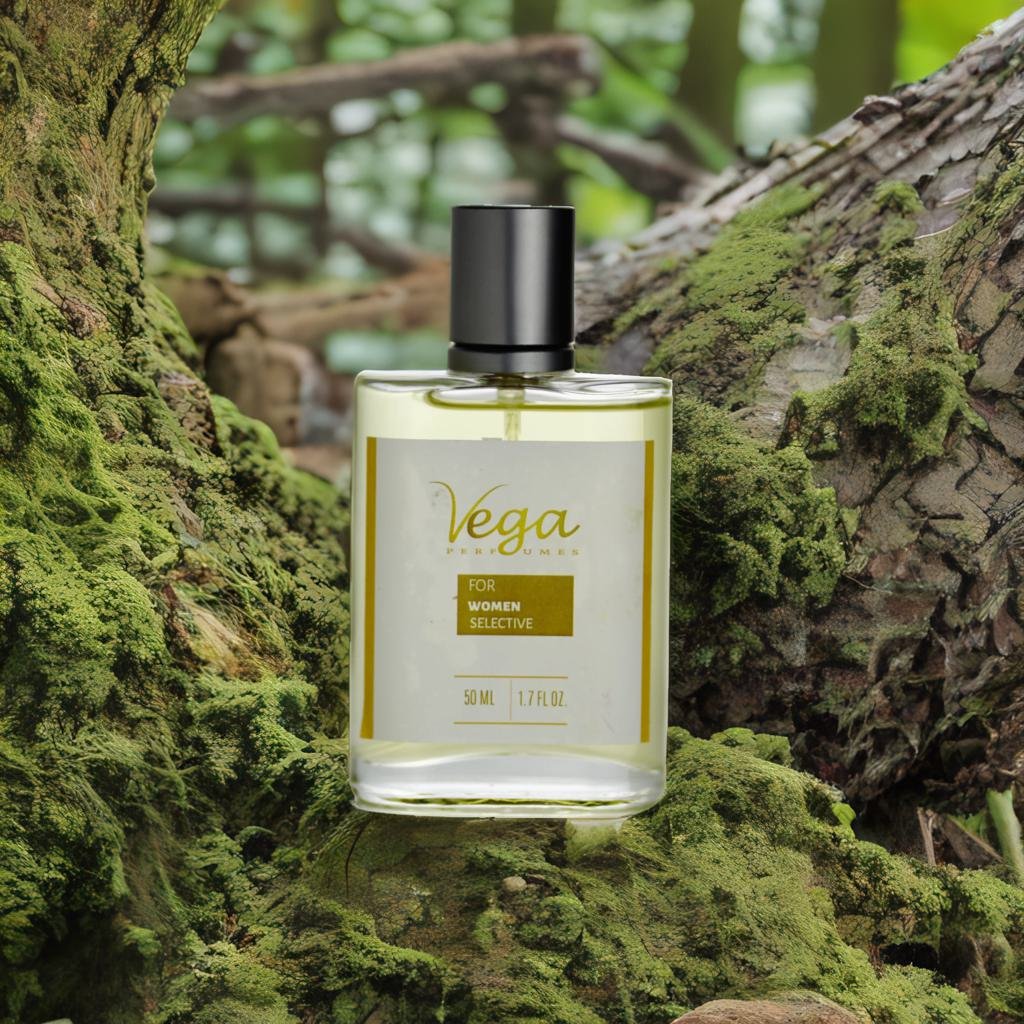 Vega
PERFUMES
FOR
WOMEN
SELECTIVE
50 ML 1.7 FL OZ.